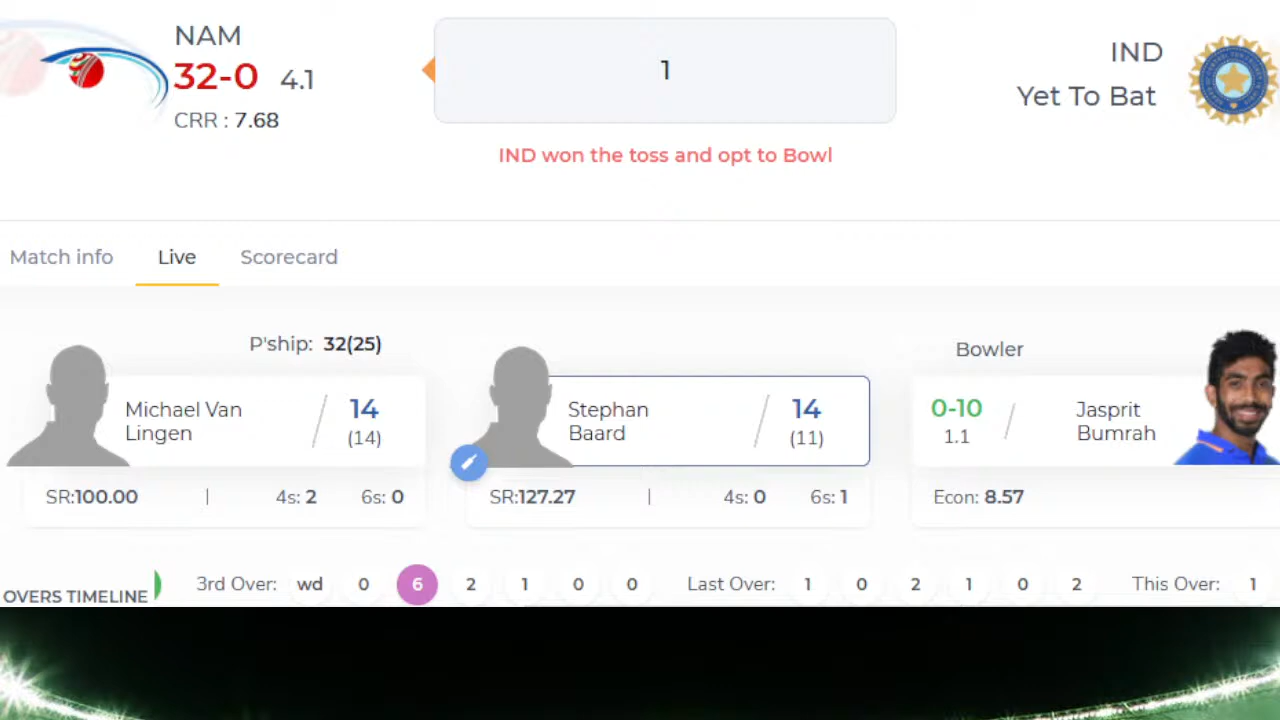 NAM
32-0 4.1
CRR : 7.68
1
IND won the toss and opt to Bowl
IND
Yet To Bat
Match info Live Scorecard
P'ship: 32(25)
Michael Van
Lingen
14
(14)
SR:100.00 | 4s: 2 6s: 0
Stephan
Baard
14
(11)
SR:127.27 | 4s: 0 6s: 1
Bowler
0-10
1.1
Jasprit
Bumrah
Econ: 8.57
OVERS TIMELINE
3rd Over: wd 0 6 2 1 0 0 Last Over: 1 0 2 1 0 2 This Over: 1